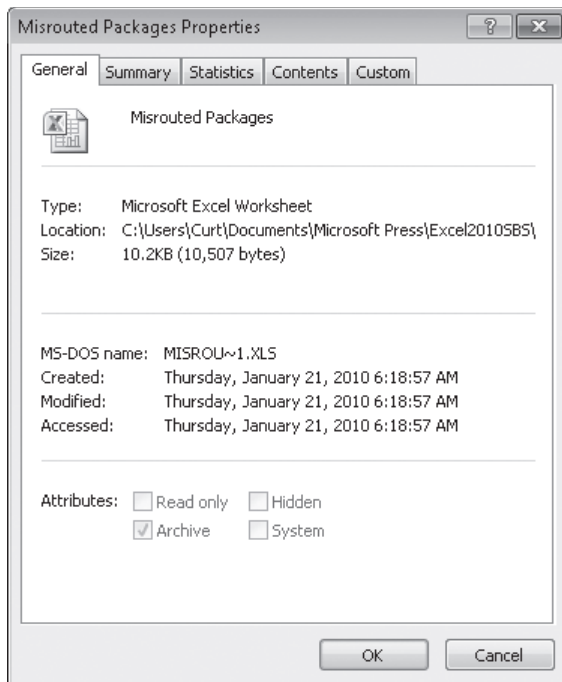 Misrouted Packages Properties
General Summary Statistics Contents Custom
Misrouted Packages
Type: Microsoft Excel Worksheet
Location: C:\Users\Curt\Documents\Microsoft Press\Excel2010SBS\
Size: 10.2KB (10,507 bytes)
MS-DOS name: MISROU~1.XLS
Created: Thursday, January 21, 2010 6:18:57 AM
Modified: Thursday, January 21, 2010 6:18:57 AM
Accessed: Thursday, January 21, 2010 6:18:57 AM
Attributes: Read only Hidden
Archive System
OK Cancel